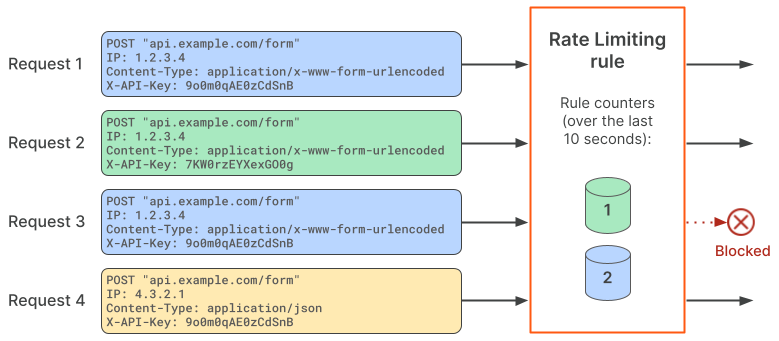 Request 1
POST "api.example.com/form"
IP: 1.2.3.4
Content-Type: application/x-www-form-urlencoded
X-API-Key: 9o0m0qAE0zCdSnB
Request 2
POST "api.example.com/form"
IP: 1.2.3.4
Content-Type: application/x-www-form-urlencoded
X-API-Key: 7KW0rzEYXexGO0g
Request 3
POST "api.example.com/form"
IP: 1.2.3.4
Content-Type: application/x-www-form-urlencoded
X-API-Key: 9o0m0qAE0zCdSnB
Request 4
POST "api.example.com/form"
IP: 4.3.2.1
Content-Type: application/json
X-API-Key: 9o0m0qAE0zCdSnB
Rate Limiting
rule
Rule counters
(over the last
10 seconds):
1
2
Blocked